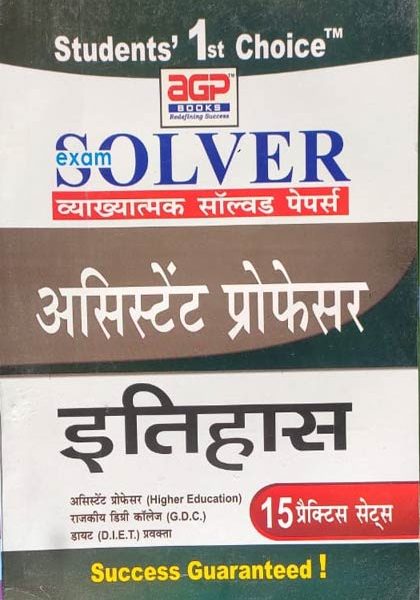 Students' 1st Choice™
AGP™
BOOKS
Redefining Success
exam SOLVER
व्याख्यात्मक सॉल्वड पेपर्स
असिस्टेंट प्रोफेसर
इतिहास
असिस्टेंट प्रोफेसर (Higher Education)
राजकीय डिग्री कॉलेज (G.D.C.)
डायट (D.I.E.T.) प्रवक्ता
15 प्रैक्टिस सेट्स
Success Guaranteed !